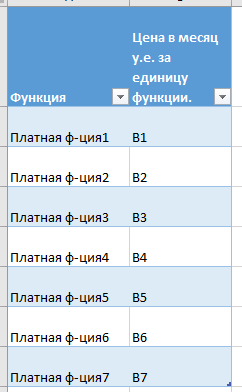 Функция
Цена в месяц
у.е. за
единицу
функции.
Платная ф-ция1 B1
Платная ф-ция2 B2
Платная ф-ция3 B3
Платная ф-ция4 B4
Платная ф-ция5 B5
Платная ф-ция6 B6
Платная ф-ция7 B7